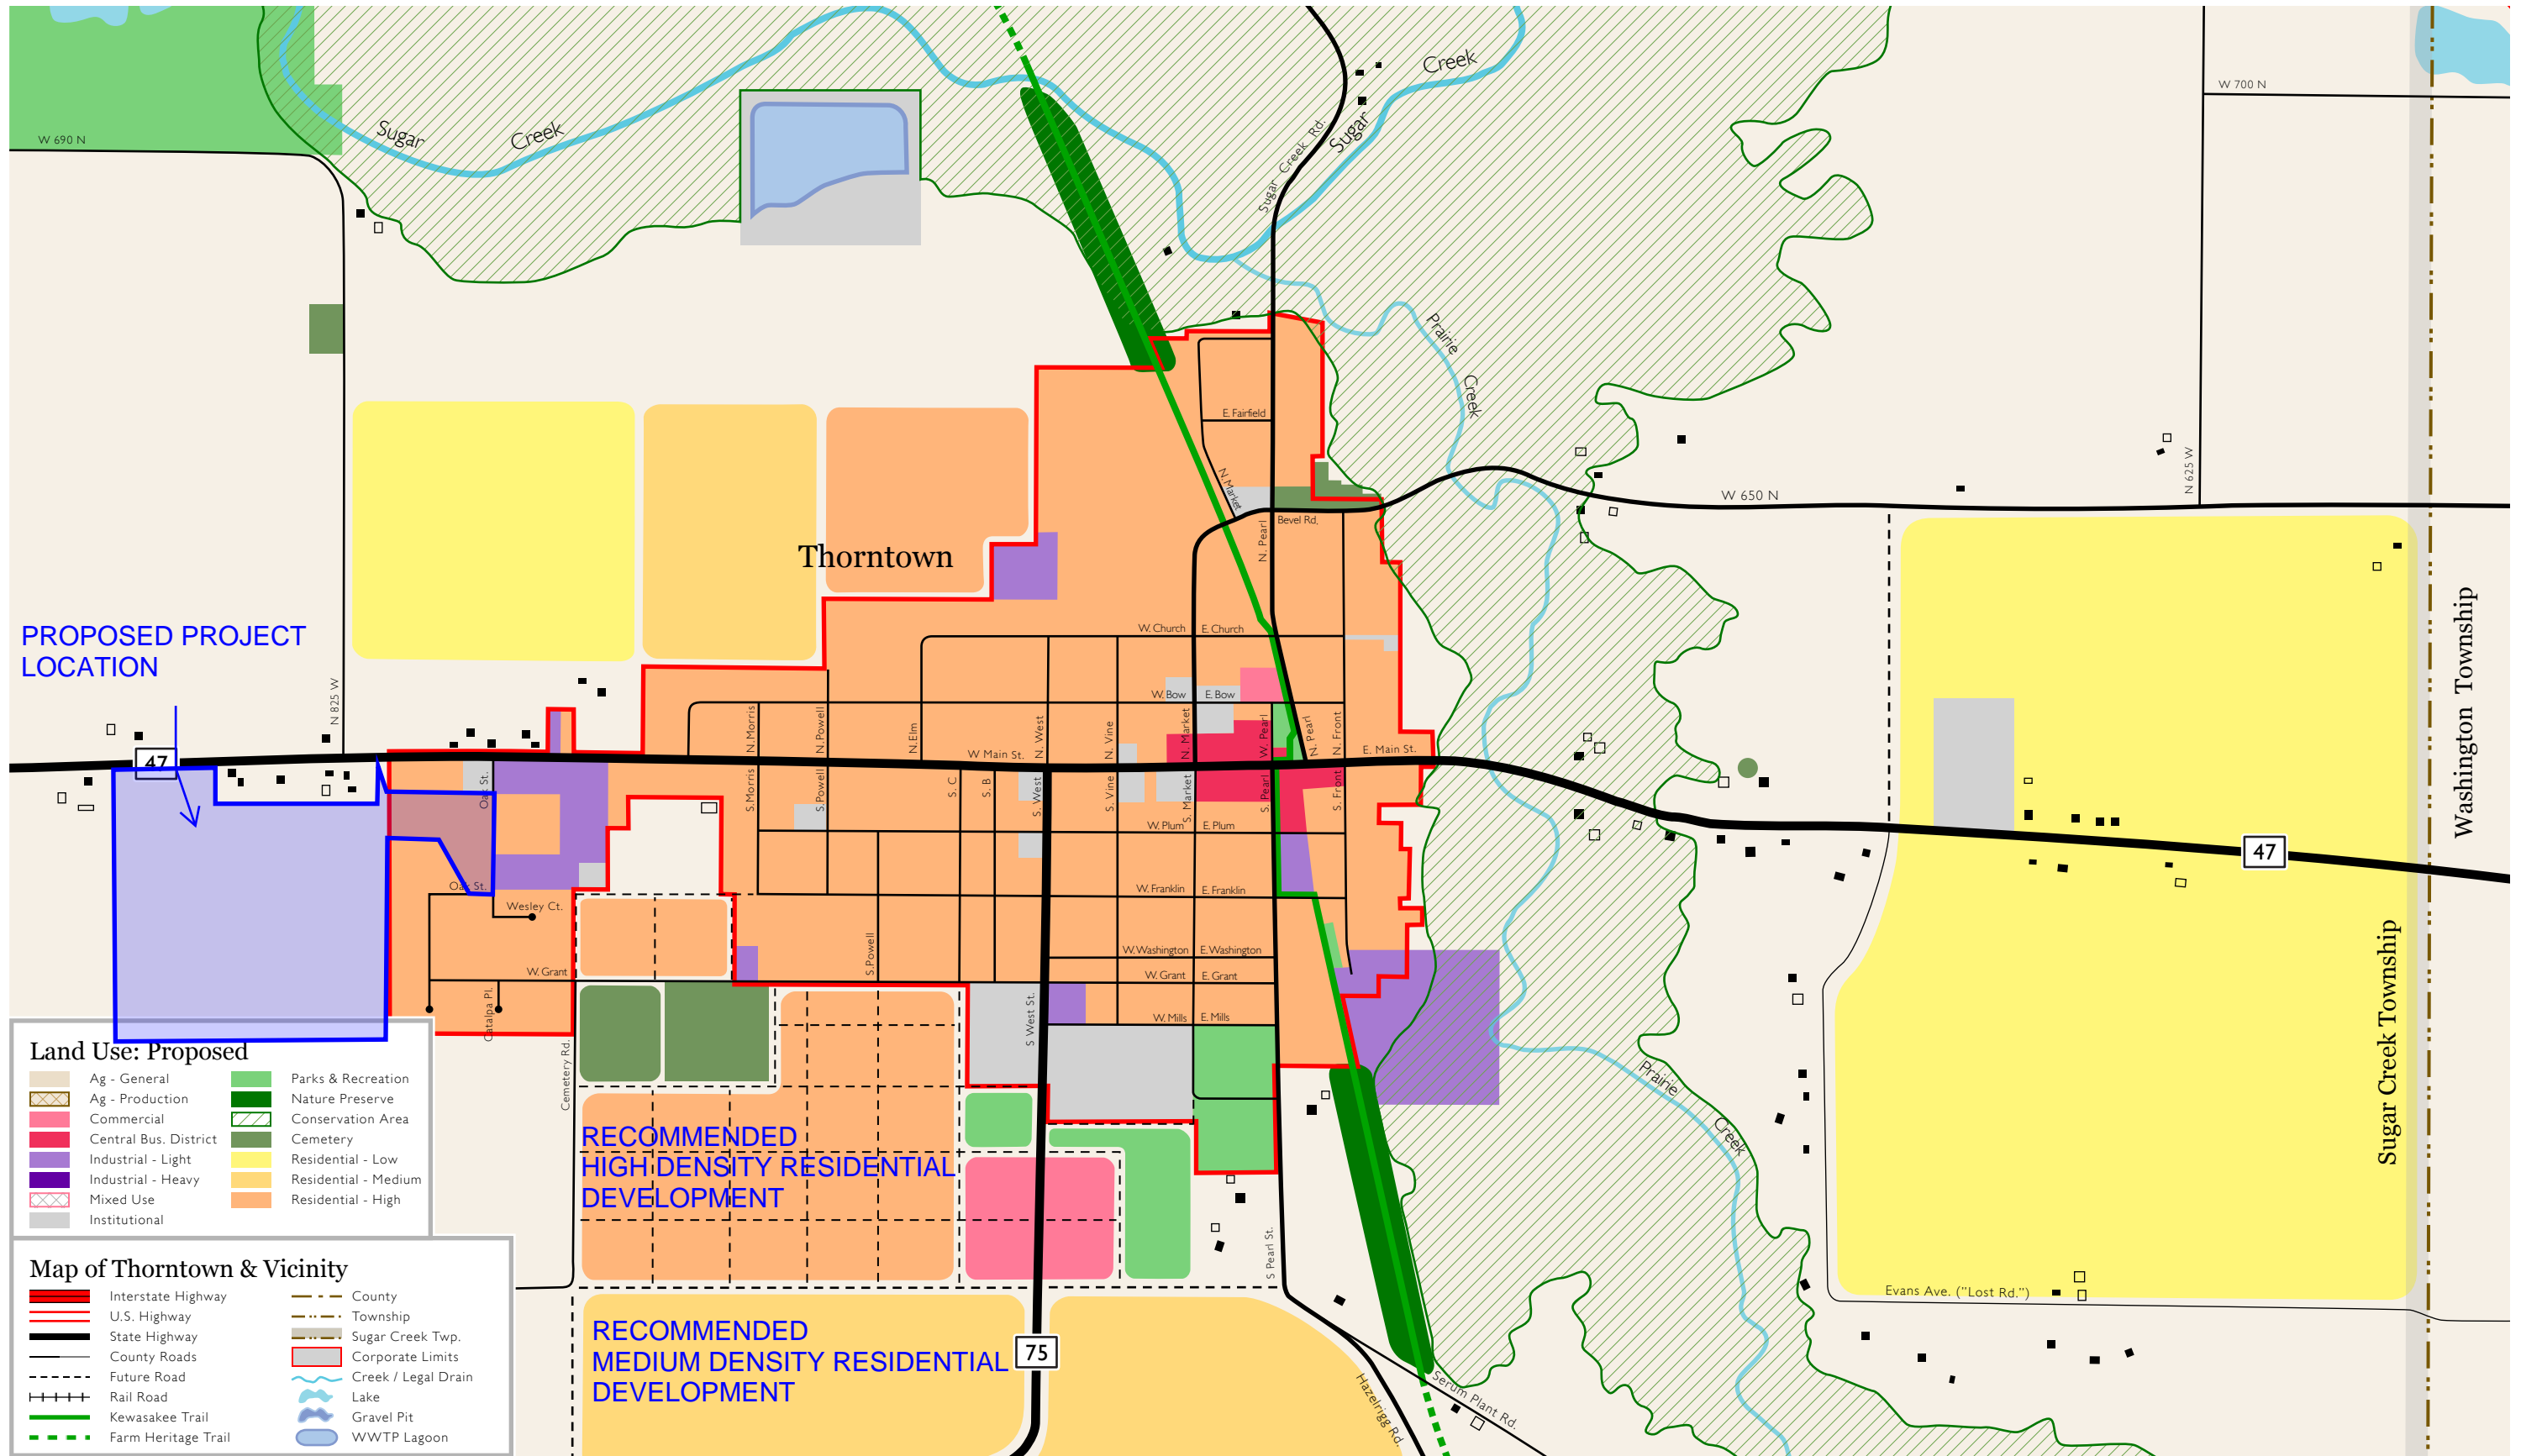 Creek
W 700 N
W 690 N
Sugar
Creek
Sugar Creek Rd.
Sugar
Prairie
Creek
E. Fairfield
N. Market
N 625 W
W 650 N
Bevel Rd,
N. Pearl
Thorntown
PROPOSED PROJECT
LOCATION
W. Church
E. Church
N 825 W
W. Bow
E. Bow
N.Morris
N.Powell
N.Elm
N. West
N. Vine
N. Market
W. Pearl
N. Pearl
N. Front
W Main St.
E. Main St.
47
Oak St.
S.Morris
S.Powell
S. C
S. B
S. West
S. Vine
S. Market
S. Pearl
S. Front
W. Plum
E. Plum
47
Washington Township
Sugar Creek Township
Oak St.
Wesley Ct.
W. Franklin
E. Franklin
S.Powell
W.Washington
E.Washington
W. Grant
W. Grant
E. Grant
Catalpa Pl.
S West St.
W. Mills
E. Mills
Cemetery Rd.
Prairie
Creek
RECOMMENDED
HIGH DENSITY RESIDENTIAL
DEVELOPMENT
S Pearl St.
Evans Ave. ("Lost Rd.")
RECOMMENDED
MEDIUM DENSITY RESIDENTIAL
DEVELOPMENT
75
Hazelrigg Rd.
Serum Plant Rd.
Land Use: Proposed
Ag - General
Ag - Production
Commercial
Central Bus. District
Industrial - Light
Industrial - Heavy
Mixed Use
Institutional
Parks & Recreation
Nature Preserve
Conservation Area
Cemetery
Residential - Low
Residential - Medium
Residential - High
Map of Thorntown & Vicinity
Interstate Highway
U.S. Highway
State Highway
County Roads
Future Road
Rail Road
Kewasakee Trail
Farm Heritage Trail
County
Township
Sugar Creek Twp.
Corporate Limits
Creek / Legal Drain
Lake
Gravel Pit
WWTP Lagoon